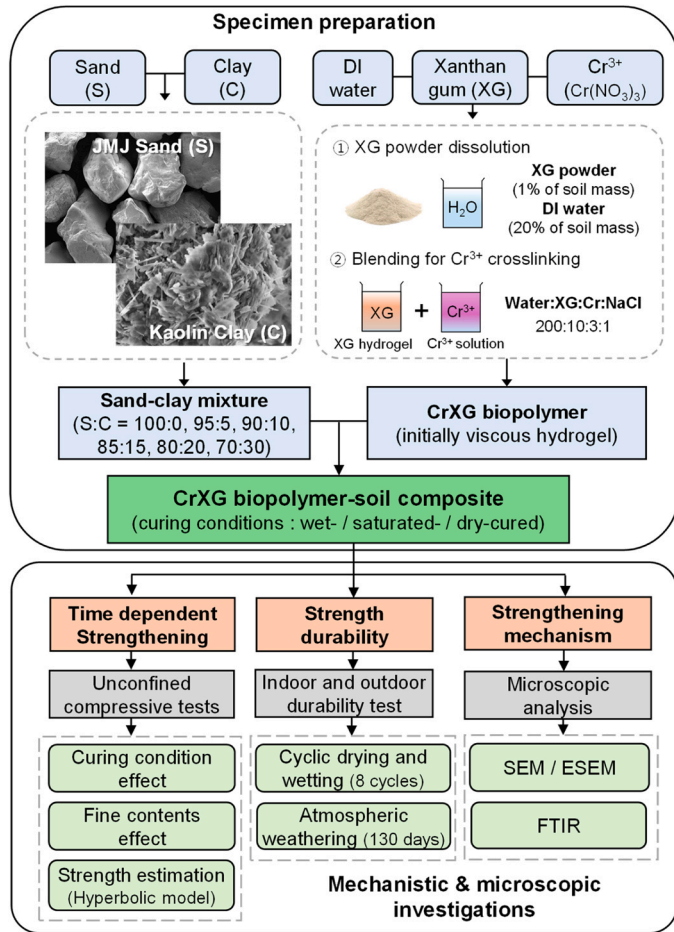 Specimen preparation
Sand
(S)
Clay
(C)
DI
water
Xanthan
gum (XG)
Cr³⁺
(Cr(NO₃)₃)
JMJ Sand (S)
Kaolin Clay (C)
① XG powder dissolution
H₂O
XG powder
(1% of soil mass)
DI water
(20% of soil mass)
② Blending for Cr³⁺ crosslinking
XG
+
Cr³⁺
XG hydrogel
Cr³⁺ solution
Water:XG:Cr:NaCl
200:10:3:1
Sand-clay mixture
(S:C = 100:0, 95:5, 90:10,
85:15, 80:20, 70:30)
CrXG biopolymer
(initially viscous hydrogel)
CrXG biopolymer-soil composite
(curing conditions : wet- / saturated- / dry-cured)
Time dependent
Strengthening
Strength
durability
Strengthening
mechanism
Unconfined
compressive tests
Indoor and outdoor
durability test
Microscopic
analysis
Curing condition
effect
Fine contents
effect
Strength estimation
(Hyperbolic model)
Cyclic drying and
wetting (8 cycles)
Atmospheric
weathering (130 days)
SEM / ESEM
FTIR
Mechanistic & microscopic
investigations